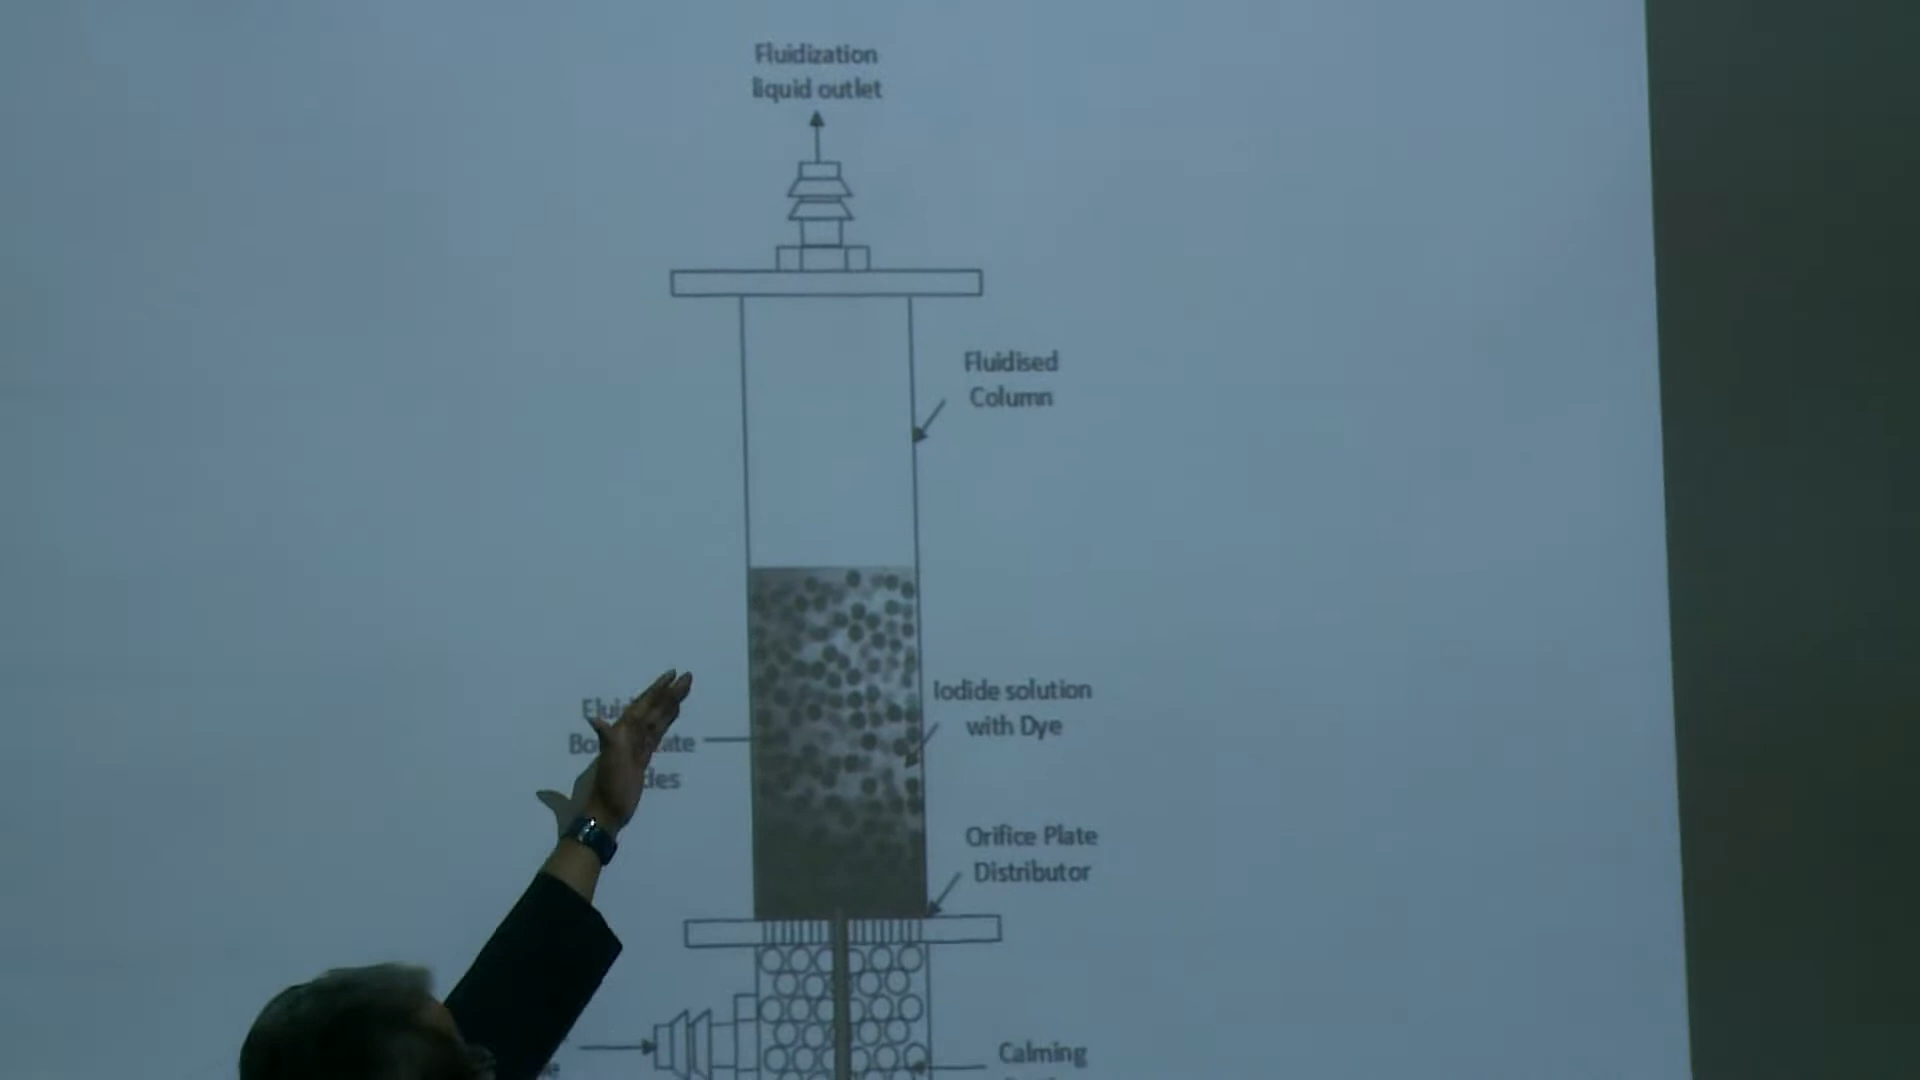 Fluidization
liquid outlet
Fluidised
Column
Iodide solution
with Dye
Orifice Plate
Distributor
Calming